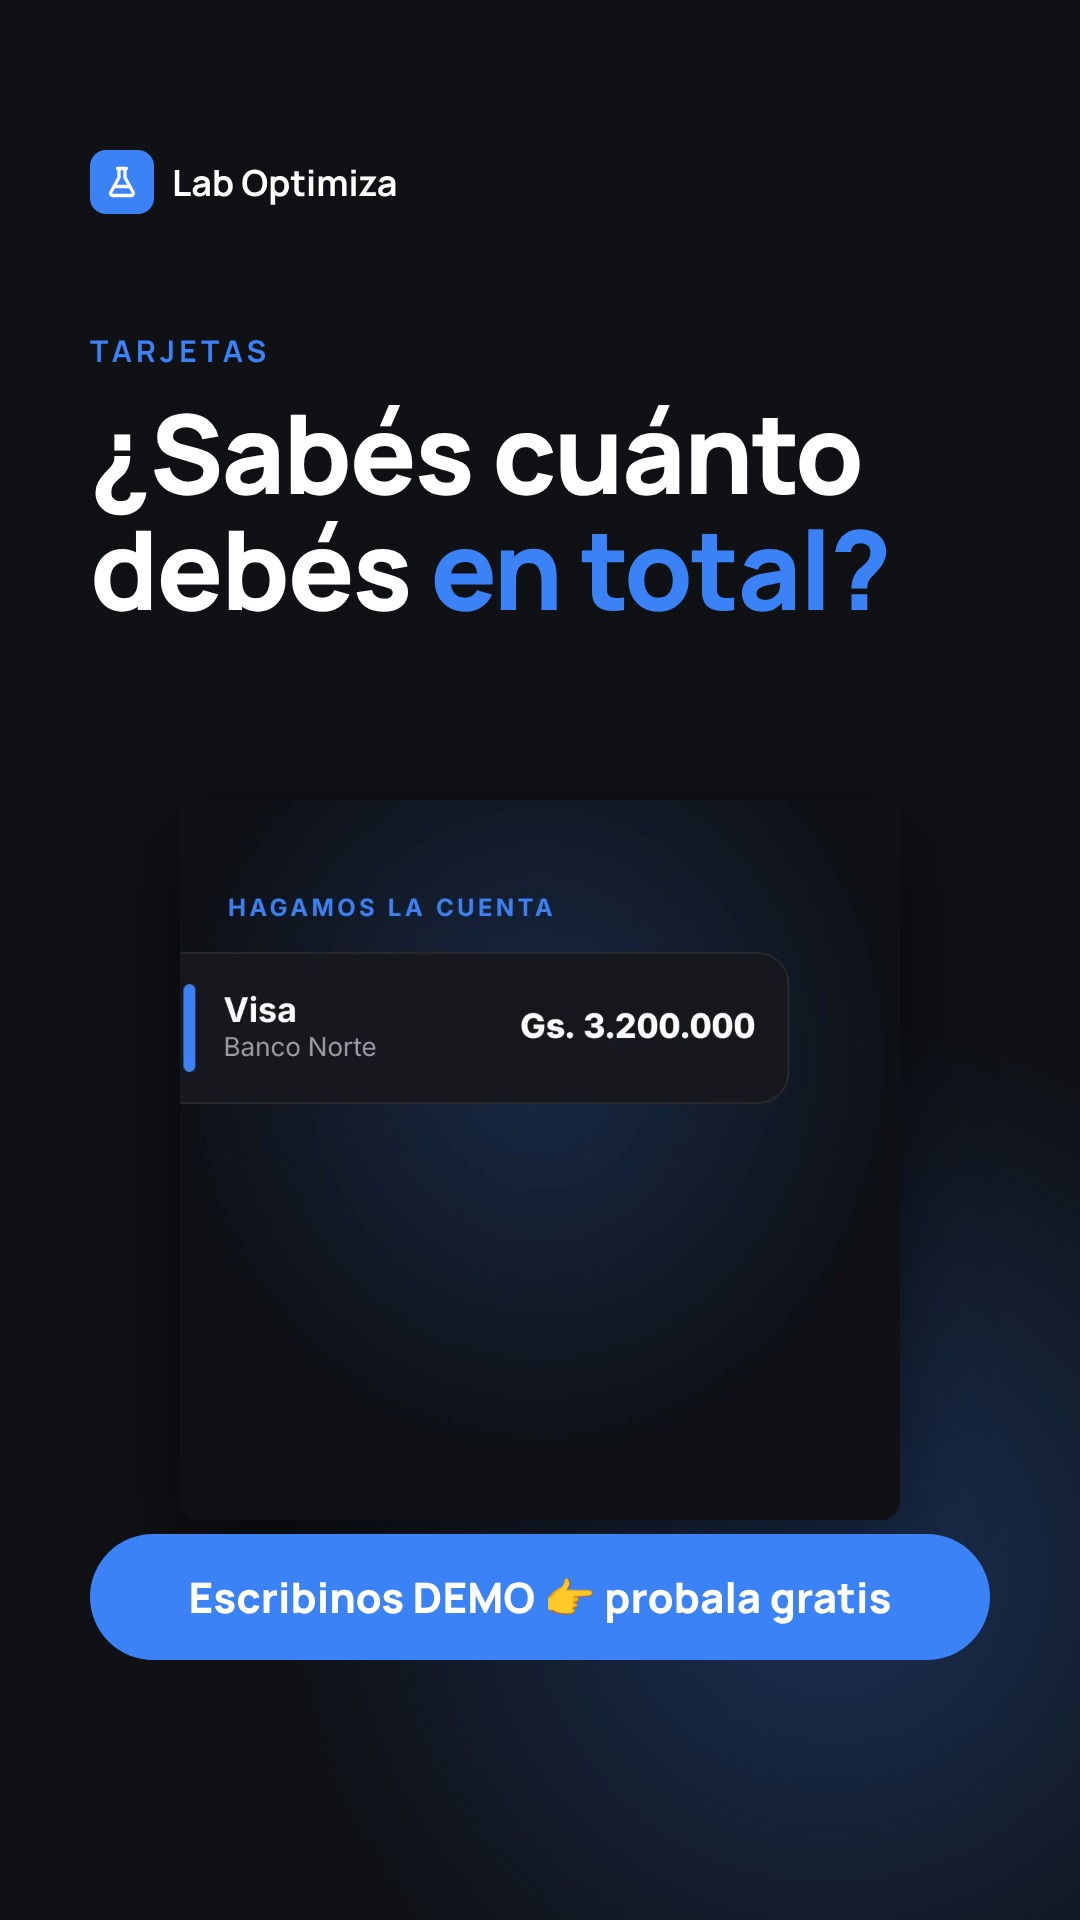 Lab Optimiza
TARJETAS
¿Sabés cuánto
debés en total?
HAGAMOS LA CUENTA
Visa
Banco Norte
Gs. 3.200.000
Escribinos DEMO 👉 probala gratis